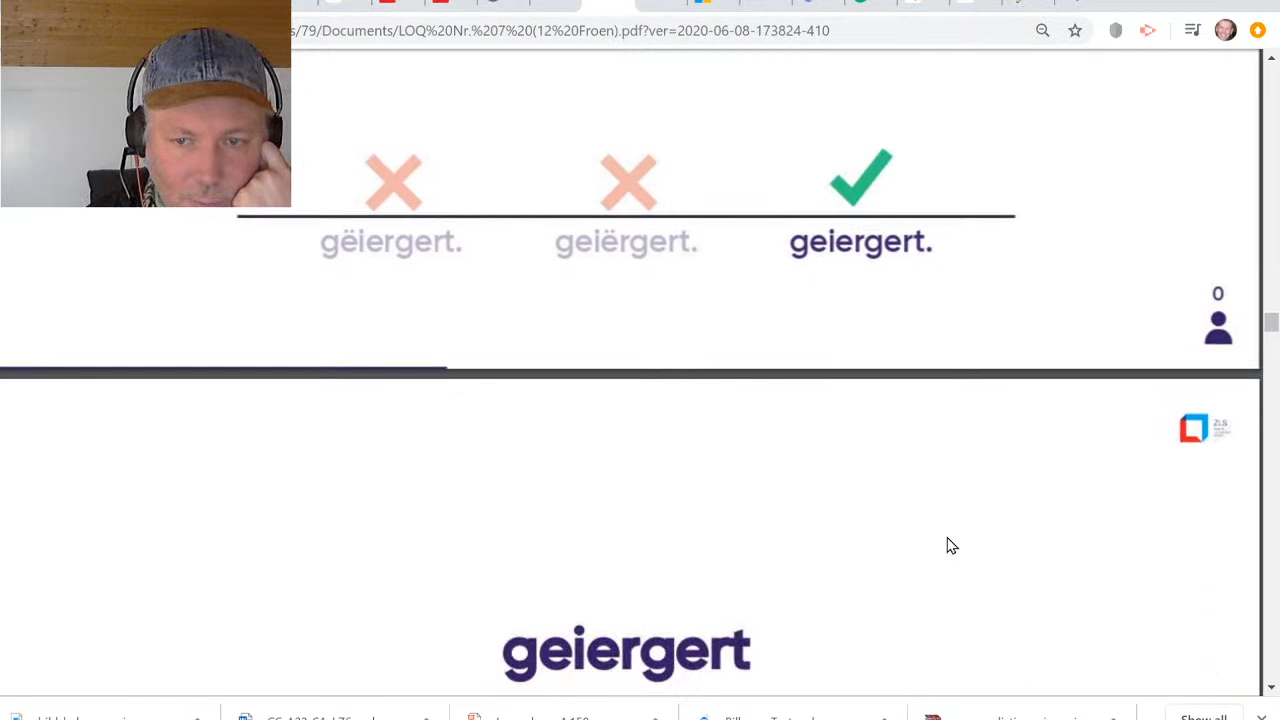 s/79/Documents/LOQ%20Nr.%207%20(12%20Froen).pdf?ver=2020-06-08-173824-410
gëiergert. geiërgert. geiergert.
0
ZLS
geiergert
Show all